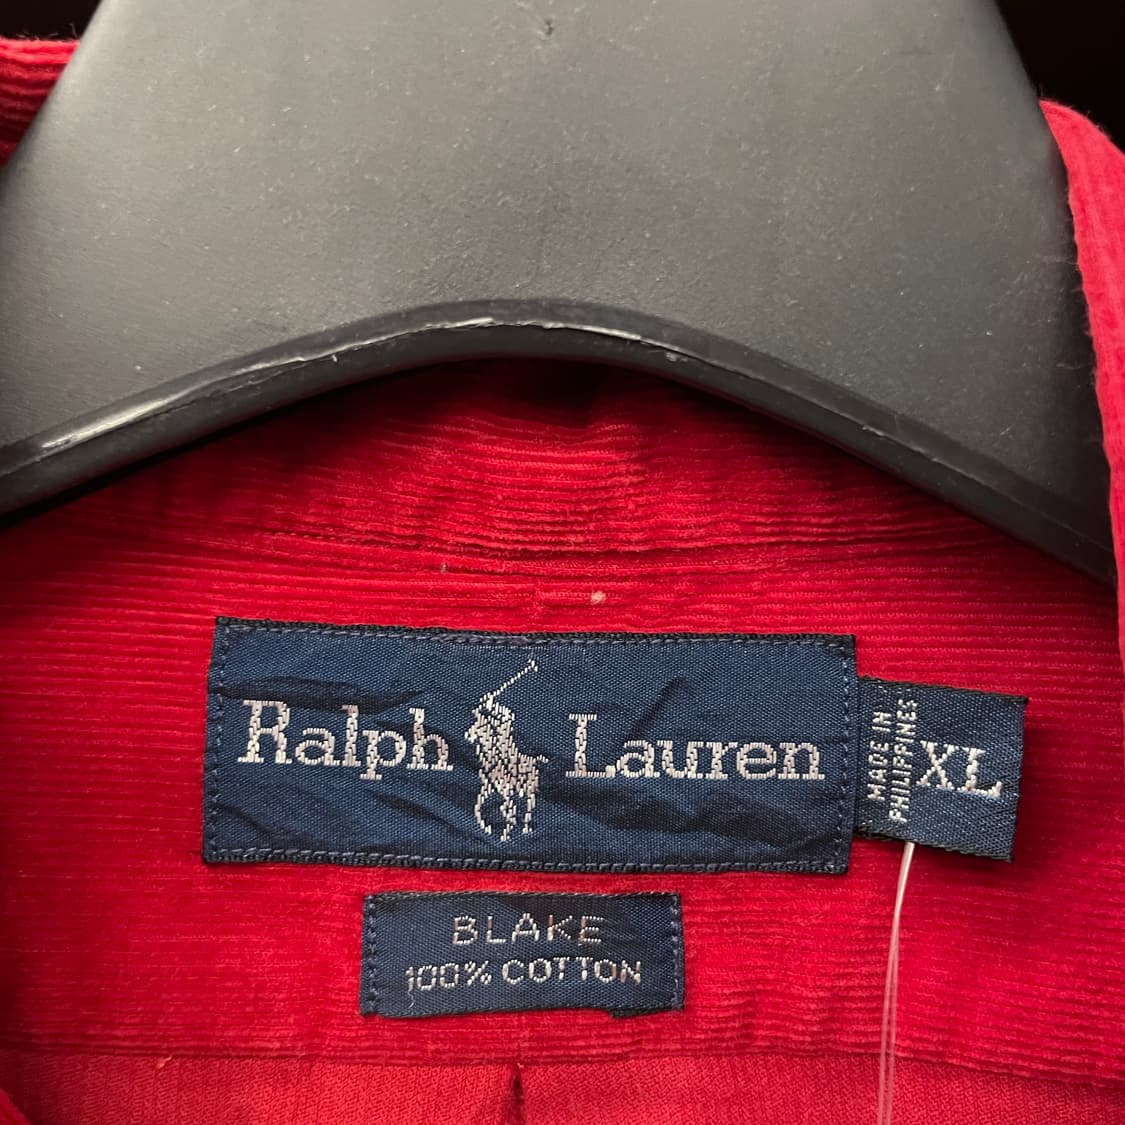 Ralph Lauren
MADE IN
PHILIPPINES
XL
BLAKE
100% COTTON